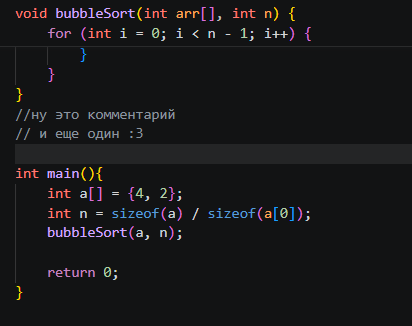 void bubbleSort(int arr[], int n) {
    for (int i = 0; i < n - 1; i++) {
        }
    }
}
//ну это комментарий
// и еще один :3
int main(){
    int a[] = {4, 2};
    int n = sizeof(a) / sizeof(a[0]);
    bubbleSort(a, n);
    return 0;
}